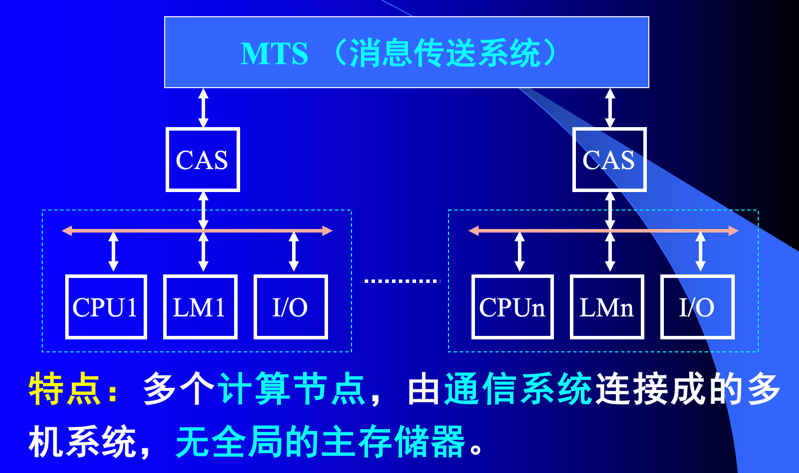 MTS （消息传送系统）
CAS
CAS
CPU1
LM1
I/O
CPUn
LMn
I/O
特点：多个计算节点，由通信系统连接成的多
机系统，无全局的主存储器。